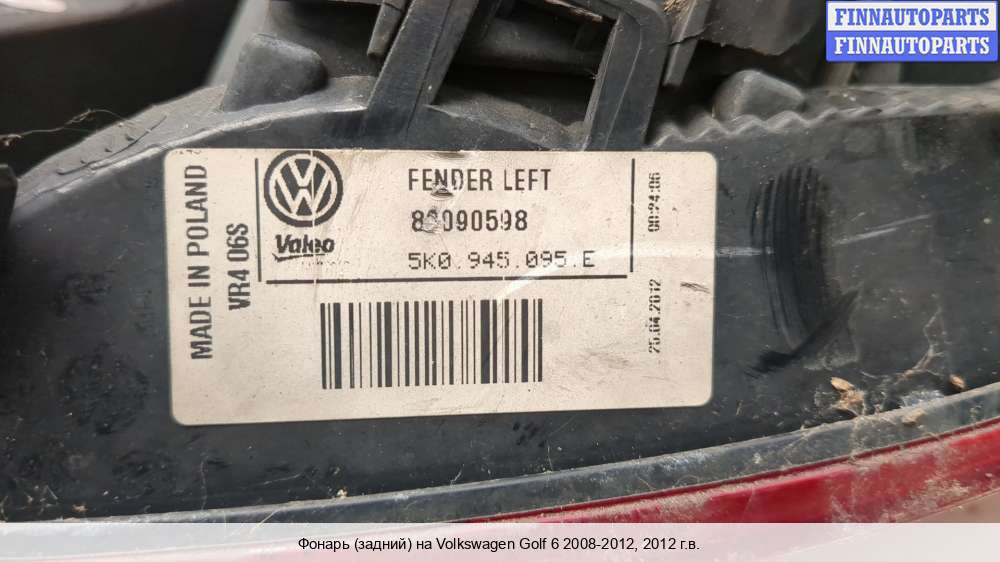 FINNAUTOPARTS
FINNAUTOPARTS
MADE IN POLAND
VR4 06S
Valeo
FENDER LEFT
5K0.945.095.E
25.04.2012
00:24:06
Фонарь (задний) на Volkswagen Golf 6 2008-2012, 2012 г.в.